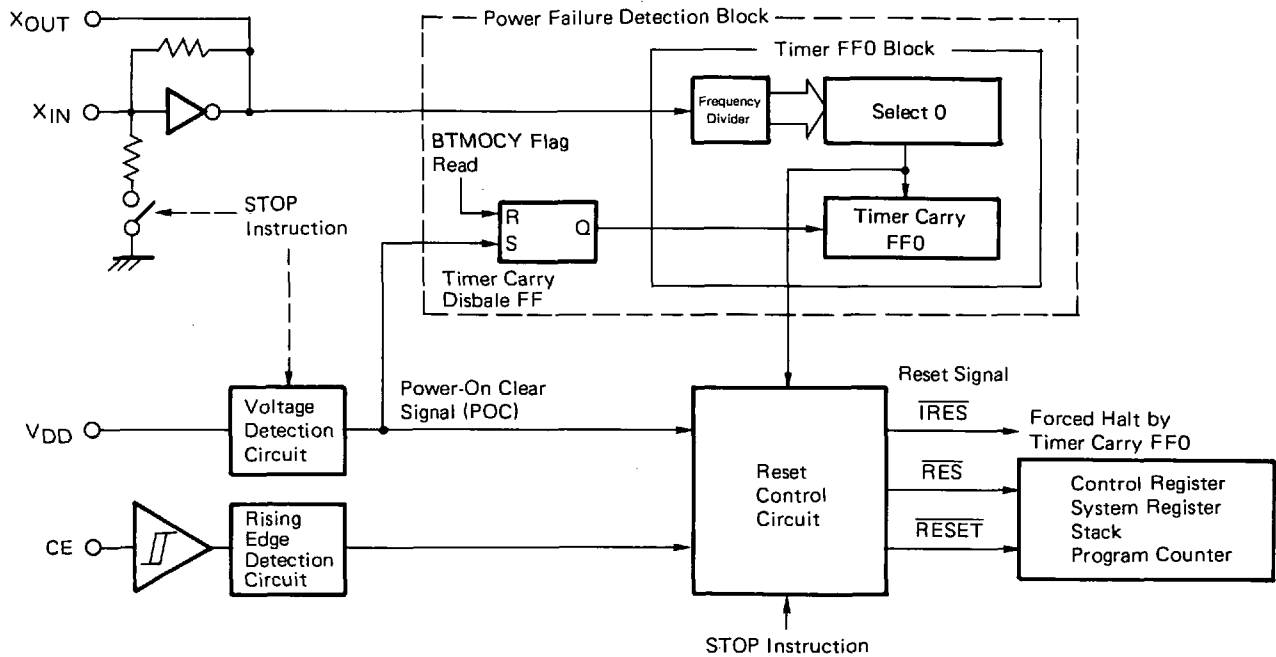 XOUT
Power Failure Detection Block
Timer FF0 Block
XIN
Frequency
Divider
Select 0
BTMOCY Flag
Read
STOP
Instruction
R
S
Q
Timer Carry
FF0
Timer Carry
Disbale FF
Power-On Clear
Signal (POC)
Reset Signal
VDD
Voltage
Detection
Circuit
IRES
Forced Halt by
Timer Carry FF0
Reset
Control
Circuit
RES
RESET
Control Register
System Register
Stack
Program Counter
CE
Rising
Edge
Detection
Circuit
STOP Instruction